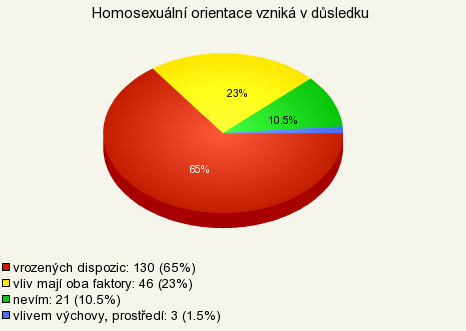 Homosexuální orientace vzniká v důsledku
23%
10.5%
65%
vrozených dispozic: 130 (65%)
vliv mají oba faktory: 46 (23%)
nevím: 21 (10.5%)
vlivem výchovy, prostředí: 3 (1.5%)